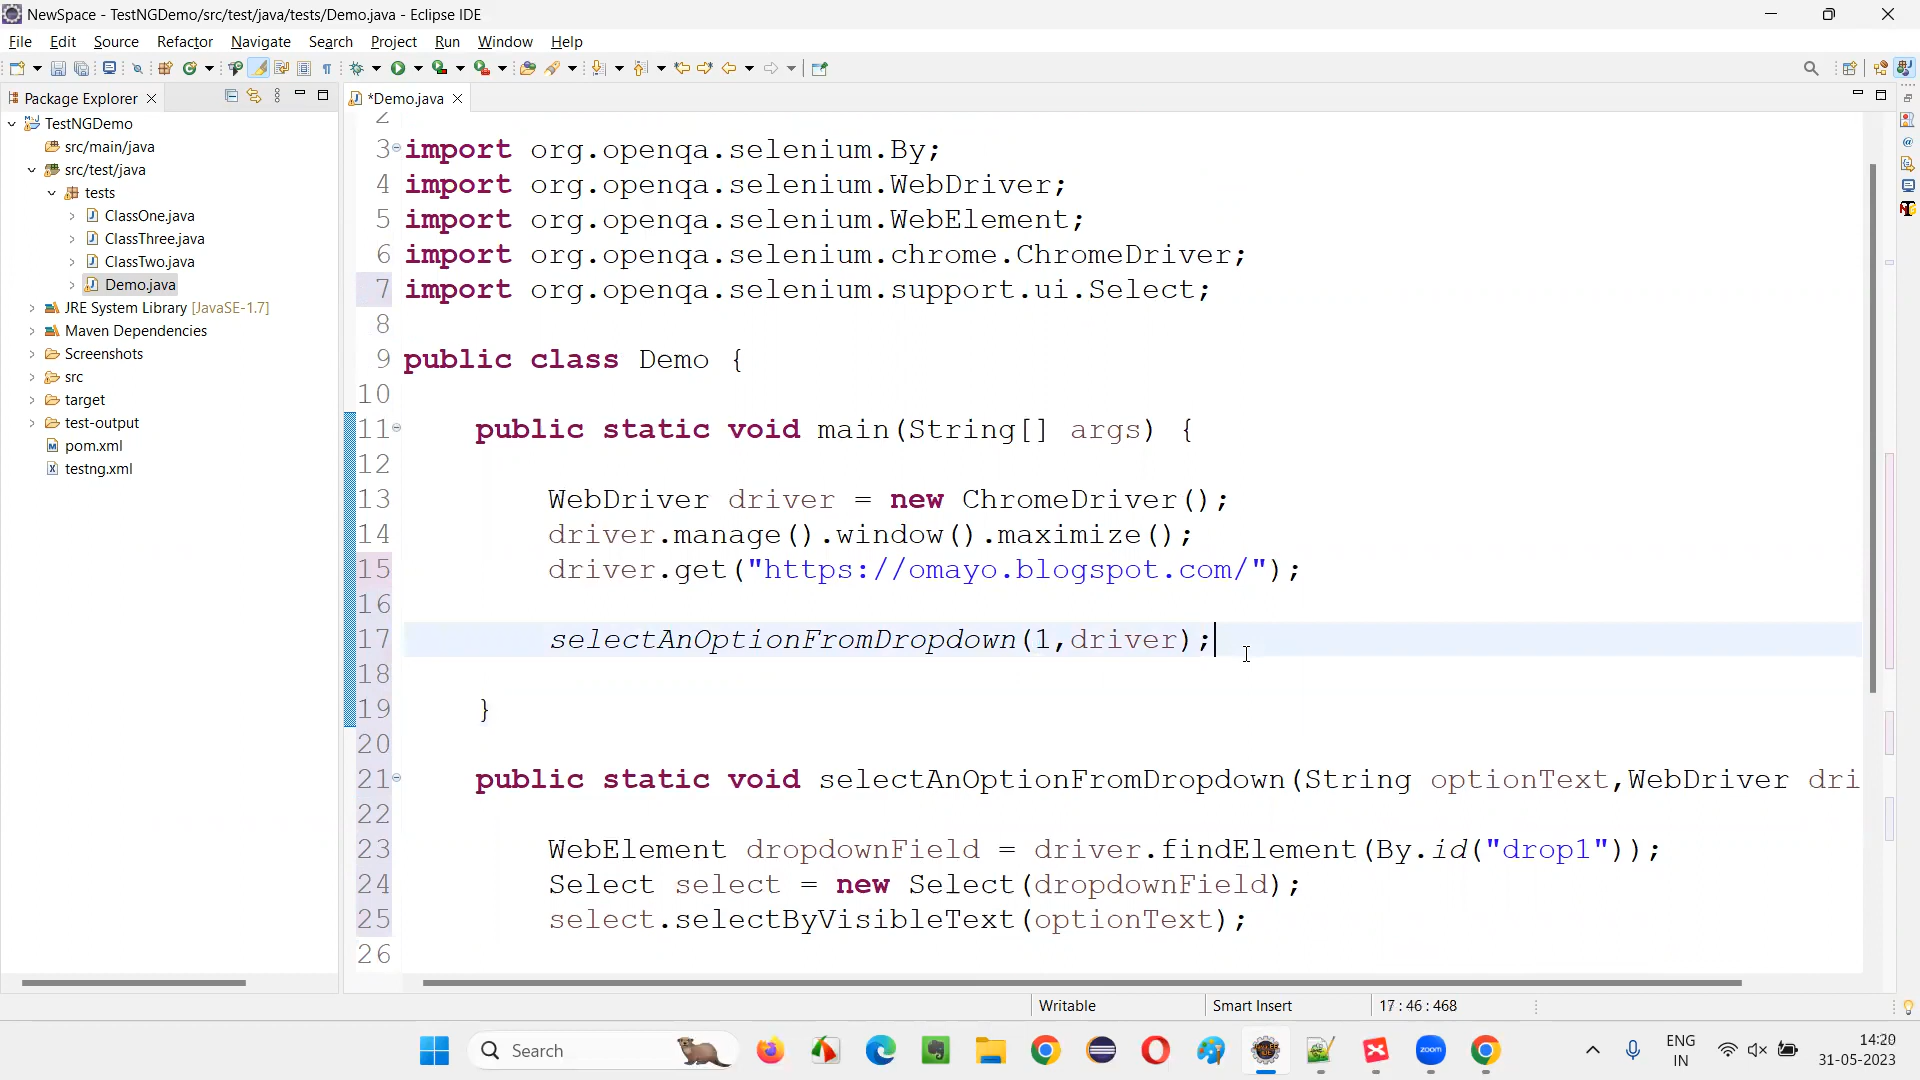 NewSpace - TestNGDemo/src/test/java/tests/Demo.java - Eclipse IDE
File Edit Source Refactor Navigate Search Project Run Window Help
Package Explorer
*Demo.java
TestNGDemo
src/main/java
src/test/java
tests
ClassOne.java
ClassThree.java
ClassTwo.java
Demo.java
JRE System Library [JavaSE-1.7]
Maven Dependencies
Screenshots
src
target
test-output
pom.xml
testng.xml
2
3 import org.openqa.selenium.By;
4 import org.openqa.selenium.WebDriver;
5 import org.openqa.selenium.WebElement;
6 import org.openqa.selenium.chrome.ChromeDriver;
7 import org.openqa.selenium.support.ui.Select;
8
9 public class Demo {
10
11 public static void main(String[] args) {
12
13 WebDriver driver = new ChromeDriver();
14 driver.manage().window().maximize();
15 driver.get("https://omayo.blogspot.com/");
16
17 selectAnOptionFromDropdown(1,driver);
18
19 }
20
21 public static void selectAnOptionFromDropdown(String optionText,WebDriver dri
22
23 WebElement dropdownField = driver.findElement(By.id("drop1"));
24 Select select = new Select(dropdownField);
25 select.selectByVisibleText(optionText);
26
Writable Smart Insert 17 : 46 : 468
Search
zoom
ENG
IN
14:20
31-05-2023